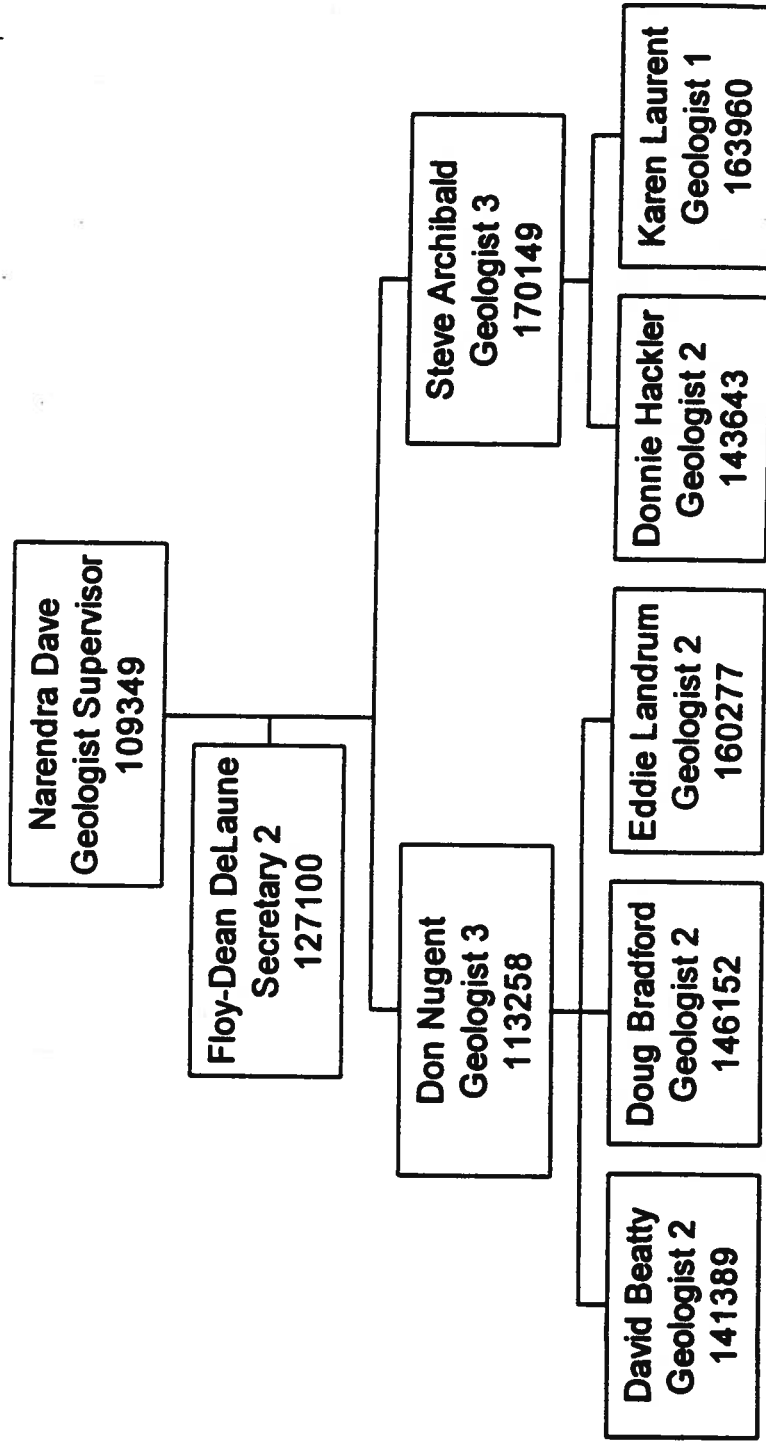 Narendra Dave
Geologist Supervisor
109349
Floy-Dean DeLaune
Secretary 2
127100
Don Nugent
Geologist 3
113258
Steve Archibald
Geologist 3
170149
David Beatty
Geologist 2
141389
Doug Bradford
Geologist 2
146152
Eddie Landrum
Geologist 2
160277
Donnie Hackler
Geologist 2
143643
Karen Laurent
Geologist 1
163960